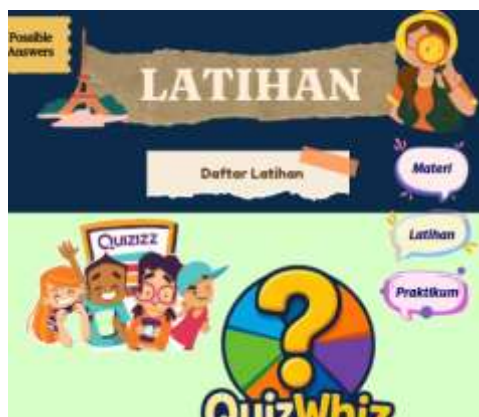 Possible
Answers
LATIHAN
Daftar Latihan
Materi
Latihan
QUIZIZZ
Praktikum
QuizWhiz